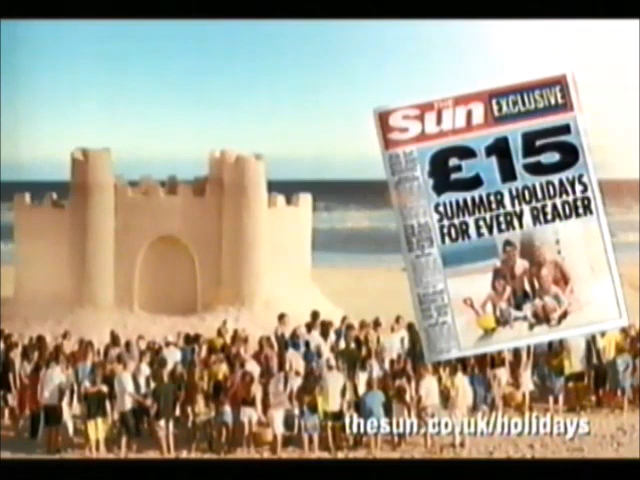 THE
Sun
EXCLUSIVE
£15
SUMMER HOLIDAYS
FOR EVERY READER
thesun.co.uk/holidays